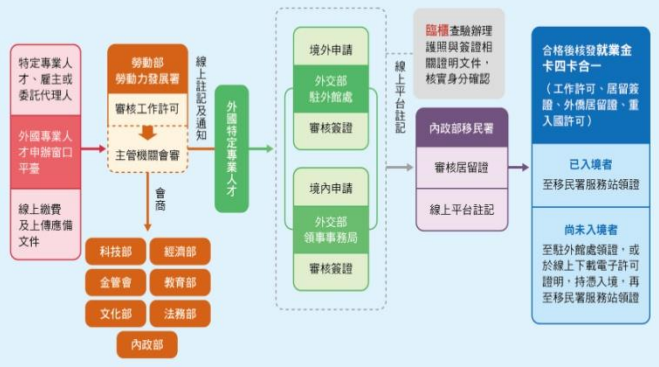 特定專業人
才、雇主或
委託代理人
外國專業人
才申辦窗口
平臺
線上繳費
及上傳應備
文件
勞動部
勞動力發展署
審核工作許可
主管機關會審
會商
科技部
經濟部
金管會
教育部
文化部
法務部
內政部
線上註記及通知
外國特定專業人才
境外申請
外交部
駐外館處
審核簽證
境內申請
外交部
領事事務局
審核簽證
線上平台註記
臨櫃查驗辦理
護照與簽證相
關證明文件，
核實身分確認
內政部移民署
審核居留證
線上平台註記
合格後核發就業金
卡四卡合一
（工作許可、居留簽
證、外僑居留證、重
入國許可）
已入境者
至移民署服務站領證
尚未入境者
至駐外館處領證，或
於線上下載電子許可
證明，持憑入境，再
至移民署服務站領證